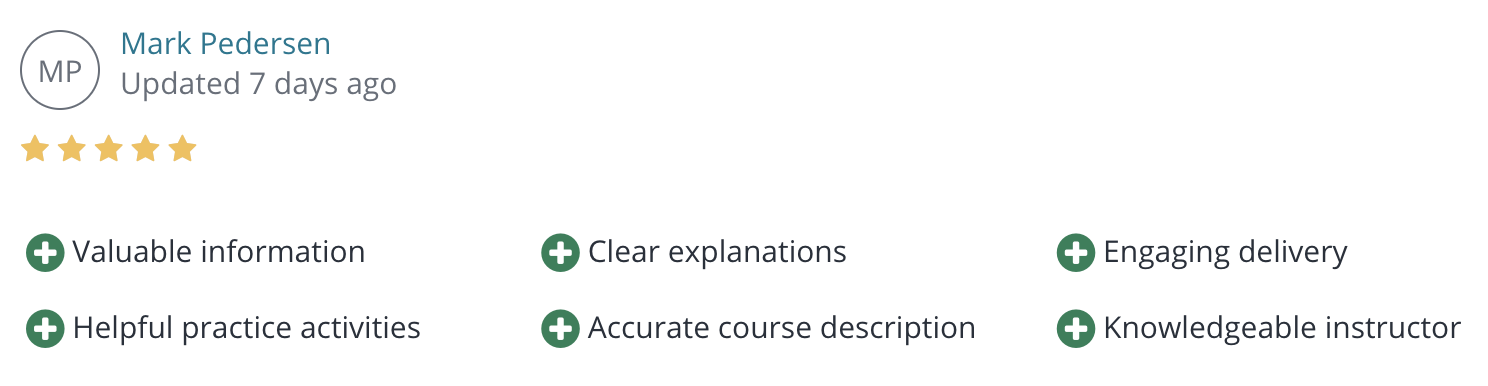 MP
Mark Pedersen
Updated 7 days ago
Valuable information
Clear explanations
Engaging delivery
Helpful practice activities
Accurate course description
Knowledgeable instructor